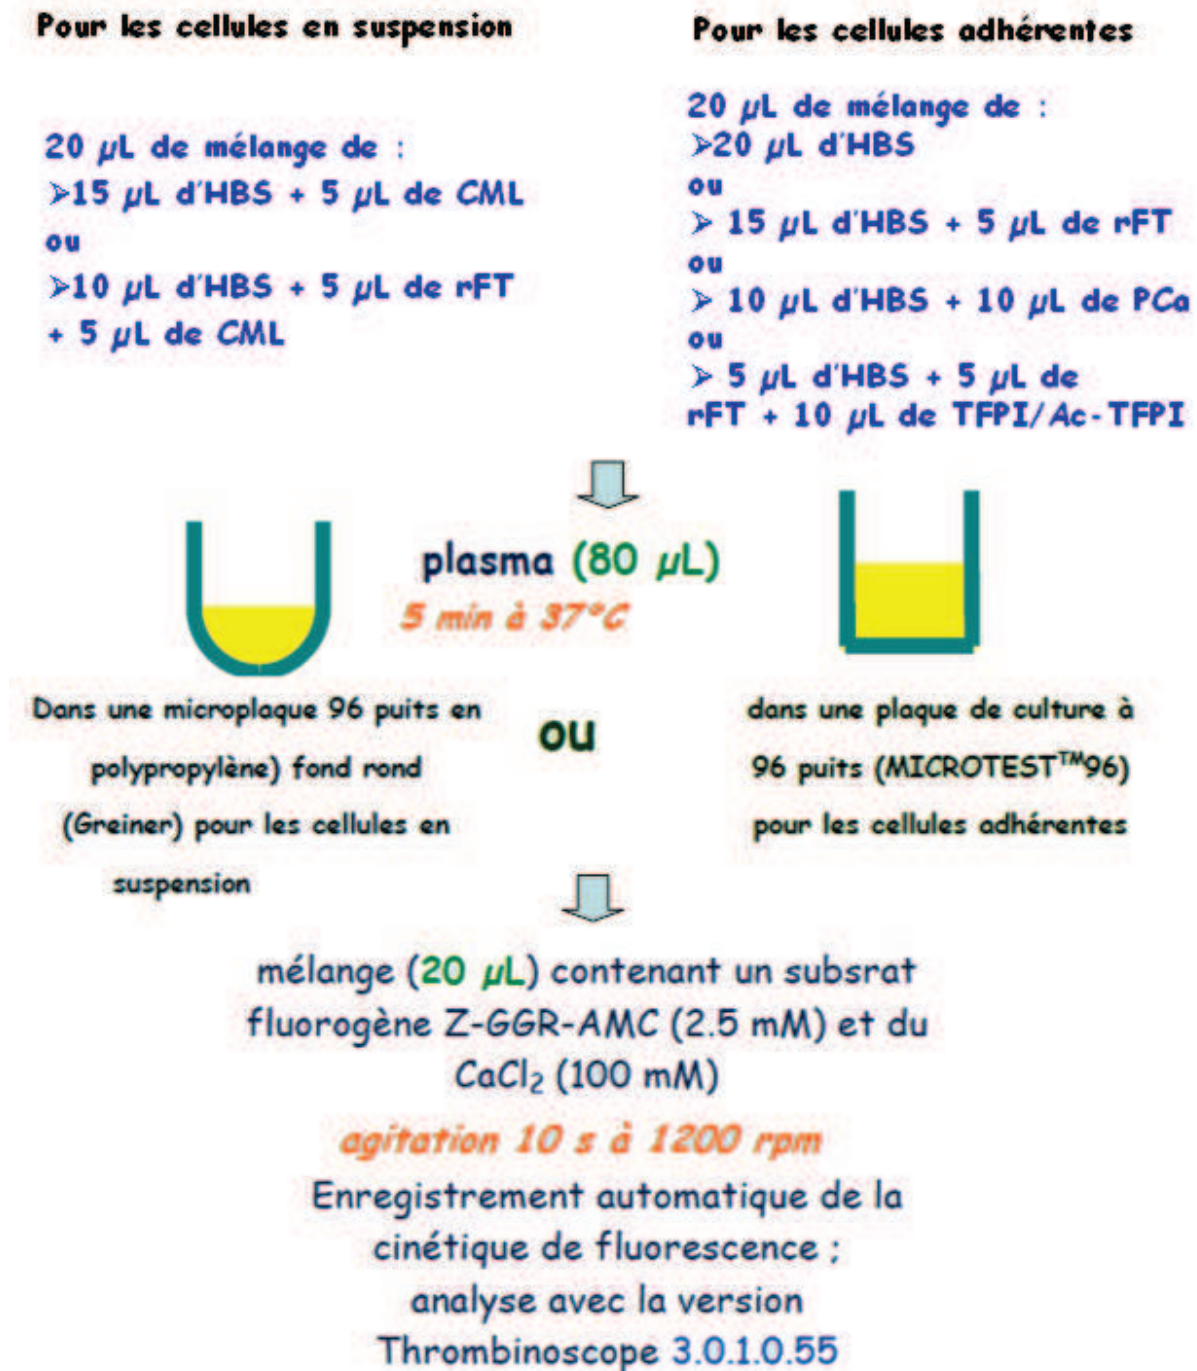 Pour les cellules en suspension
20 µL de mélange de :
➢15 µL d'HBS + 5 µL de CML
ou
➢10 µL d'HBS + 5 µL de rFT
+ 5 µL de CML
Pour les cellules adhérentes
20 µL de mélange de :
➢20 µL d'HBS
ou
➢ 15 µL d'HBS + 5 µL de rFT
ou
➢ 10 µL d'HBS + 10 µL de PCa
ou
➢ 5 µL d'HBS + 5 µL de
rFT + 10 µL de TFPI/Ac-TFPI
plasma (80 µL)
5 min à 37°C
Dans une microplaque 96 puits en
polypropylène) fond rond
(Greiner) pour les cellules en
suspension
ou
dans une plaque de culture à
96 puits (MICROTEST™96)
pour les cellules adhérentes
mélange (20 µL) contenant un subsrat
fluorogène Z-GGR-AMC (2.5 mM) et du
CaCl₂ (100 mM)
agitation 10 s à 1200 rpm
Enregistrement automatique de la
cinétique de fluorescence ;
analyse avec la version
Thrombinoscope 3.0.1.0.55